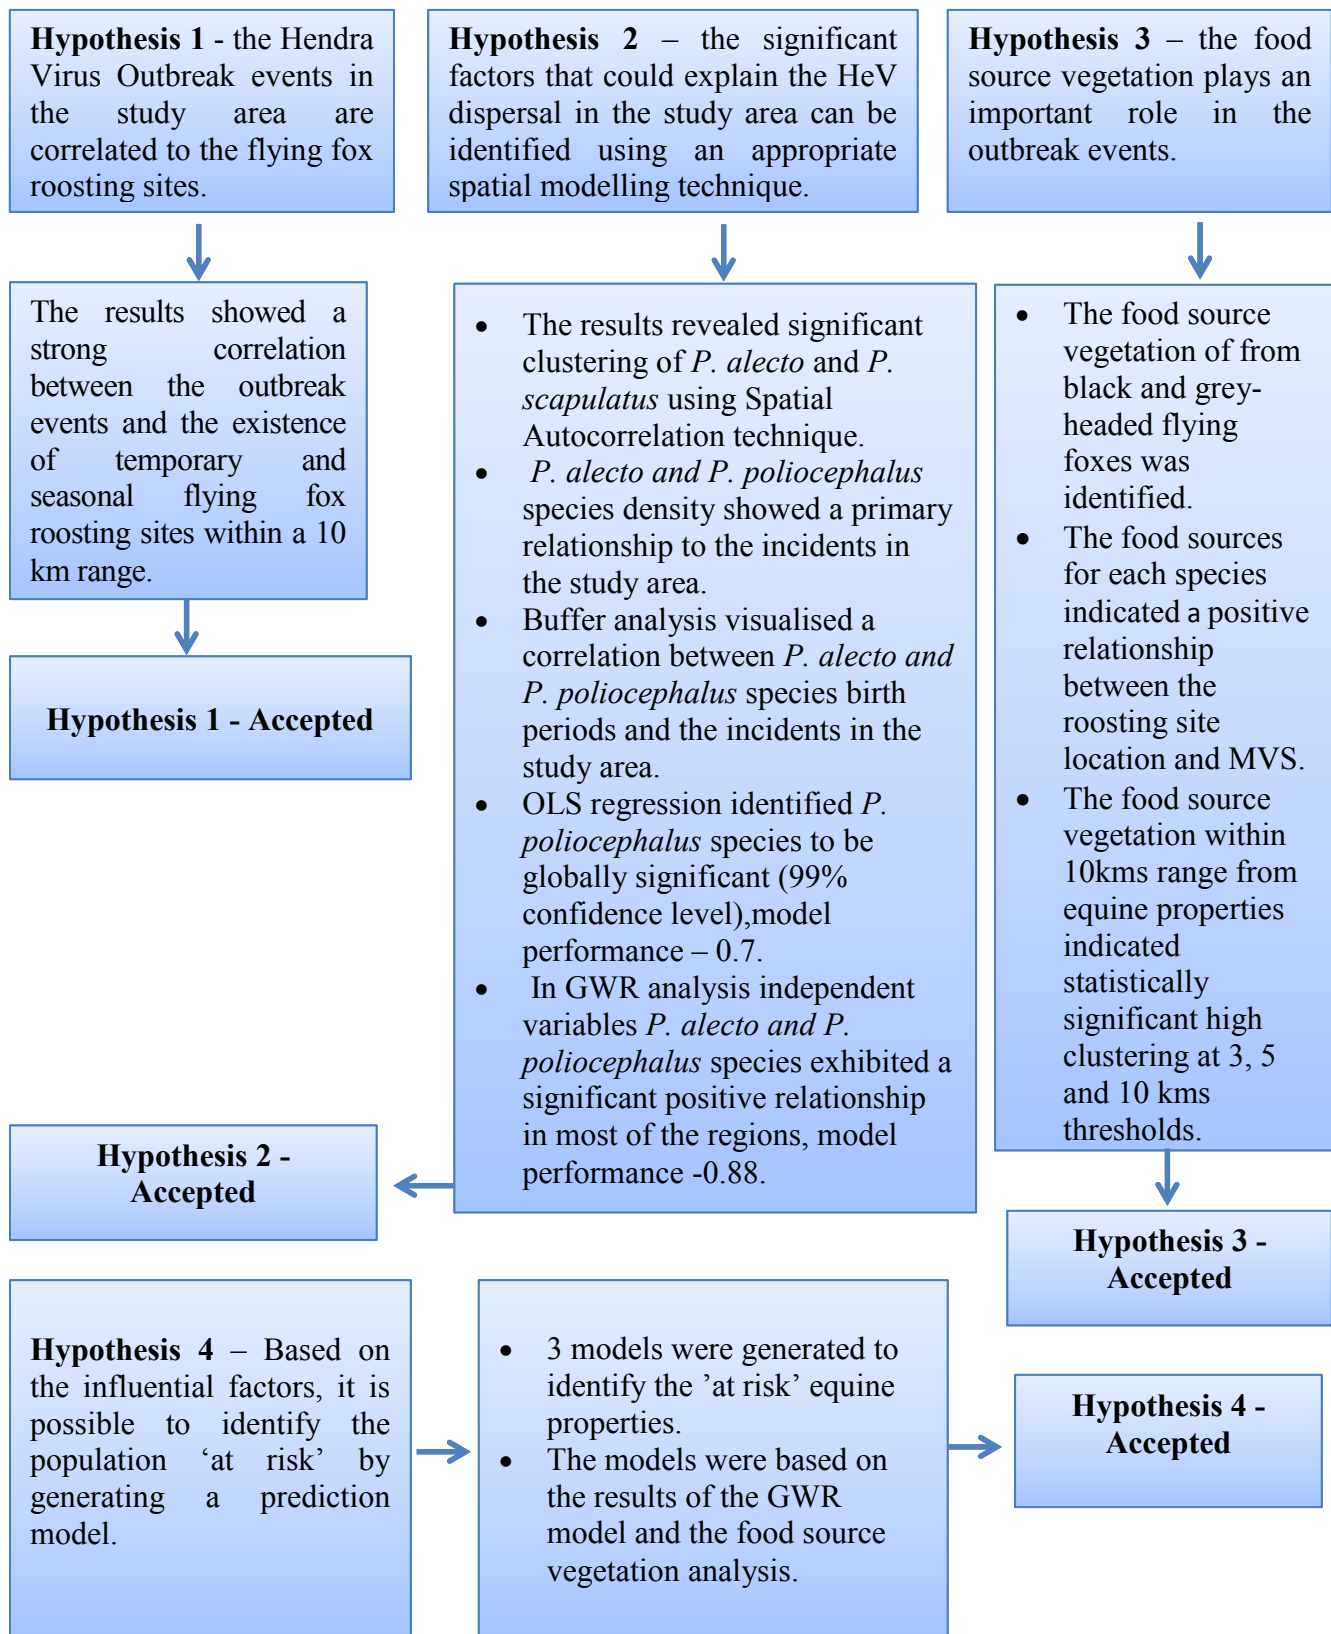 Hypothesis 1 - the Hendra
Virus Outbreak events in
the study area are
correlated to the flying fox
roosting sites.
The results showed a
strong correlation
between the outbreak
events and the existence
of temporary and
seasonal flying fox
roosting sites within a 10
km range.
Hypothesis 1 - Accepted
Hypothesis 2 – the significant
factors that could explain the HeV
dispersal in the study area can be
identified using an appropriate
spatial modelling technique.
• The results revealed significant
clustering of P. alecto and P.
scapulatus using Spatial
Autocorrelation technique.
• P. alecto and P. poliocephalus
species density showed a primary
relationship to the incidents in
the study area.
• Buffer analysis visualised a
correlation between P. alecto and
P. poliocephalus species birth
periods and the incidents in the
study area.
• OLS regression identified P.
poliocephalus species to be
globally significant (99%
confidence level),model
performance – 0.7.
• In GWR analysis independent
variables P. alecto and P.
poliocephalus species exhibited a
significant positive relationship
in most of the regions, model
performance -0.88.
Hypothesis 2 -
Accepted
Hypothesis 3 – the food
source vegetation plays an
important role in the
outbreak events.
• The food source
vegetation of from
black and grey-
headed flying
foxes was
identified.
• The food sources
for each species
indicated a positive
relationship
between the
roosting site
location and MVS.
• The food source
vegetation within
10kms range from
equine properties
indicated
statistically
significant high
clustering at 3, 5
and 10 kms
thresholds.
Hypothesis 3 -
Accepted
Hypothesis 4 – Based on
the influential factors, it is
possible to identify the
population ‘at risk’ by
generating a prediction
model.
• 3 models were generated to
identify the ’at risk’ equine
properties.
• The models were based on
the results of the GWR
model and the food source
vegetation analysis.
Hypothesis 4 -
Accepted